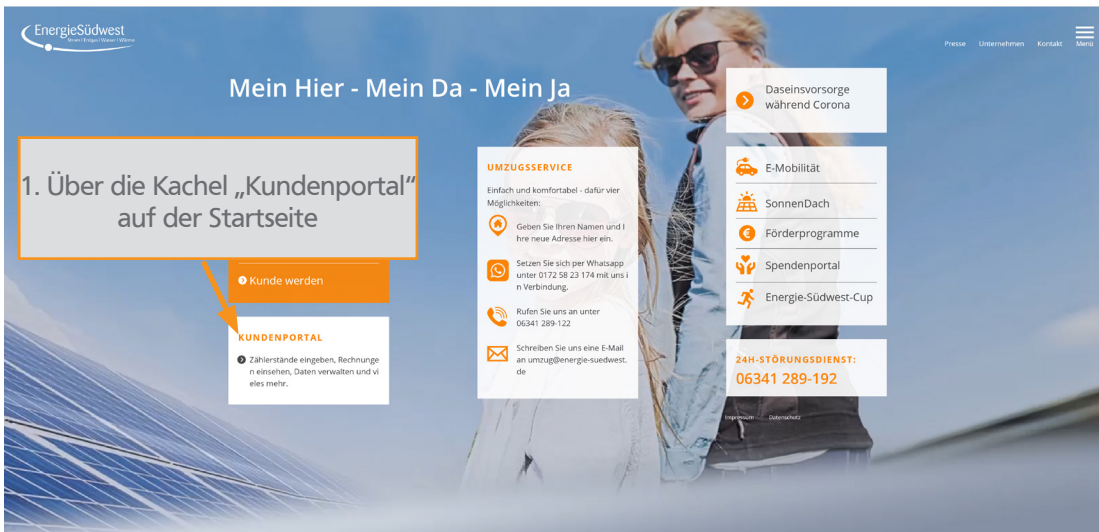 EnergieSüdwest
Strom | Erdgas | Wasser | Wärme
Presse Unternehmen Kontakt Menü
Mein Hier - Mein Da - Mein Ja
1. Über die Kachel „Kundenportal“
auf der Startseite
Kunde werden
KUNDENPORTAL
Zählerstände eingeben, Rechnunge
n einsehen, Daten verwalten und vi
eles mehr.
UMZUGSSERVICE
Einfach und komfortabel - dafür vier
Möglichkeiten:
Geben Sie Ihren Namen und I
hre neue Adresse hier ein.
Setzen Sie sich per Whatsapp
unter 0172 58 23 174 mit uns i
n Verbindung.
Rufen Sie uns an unter
06341 289-122
Schreiben Sie uns eine E-Mail
an umzug@energie-suedwest.
de
Daseinsvorsorge
während Corona
E-Mobilität
SonnenDach
Förderprogramme
Spendenportal
Energie-Südwest-Cup
24H-STÖRUNGSDIENST:
06341 289-192
Impressum Datenschutz